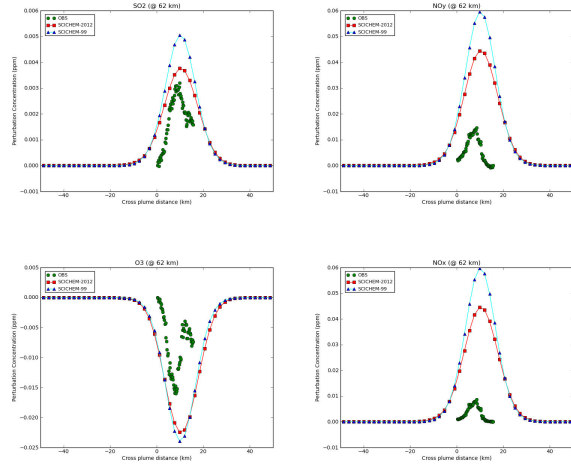 SO2 (@ 62 km)
0.006
0.005
0.004
0.003
0.002
0.001
0.000
−0.001
Perturbation Concentration (ppm)
OBS
SCICHEM-2012
SCICHEM-99
−40
−20
0
20
40
Cross plume distance (km)
NOy (@ 62 km)
0.06
0.05
0.04
0.03
0.02
0.01
0.00
−0.01
Perturbation Concentration (ppm)
OBS
SCICHEM-2012
SCICHEM-99
−40
−20
0
20
40
Cross plume distance (km)
O3 (@ 62 km)
0.005
0.000
−0.005
−0.010
−0.015
−0.020
−0.025
Perturbation Concentration (ppm)
OBS
SCICHEM-2012
SCICHEM-99
−40
−20
0
20
40
Cross plume distance (km)
NOx (@ 62 km)
0.06
0.05
0.04
0.03
0.02
0.01
0.00
−0.01
Perturbation Concentration (ppm)
OBS
SCICHEM-2012
SCICHEM-99
−40
−20
0
20
40
Cross plume distance (km)